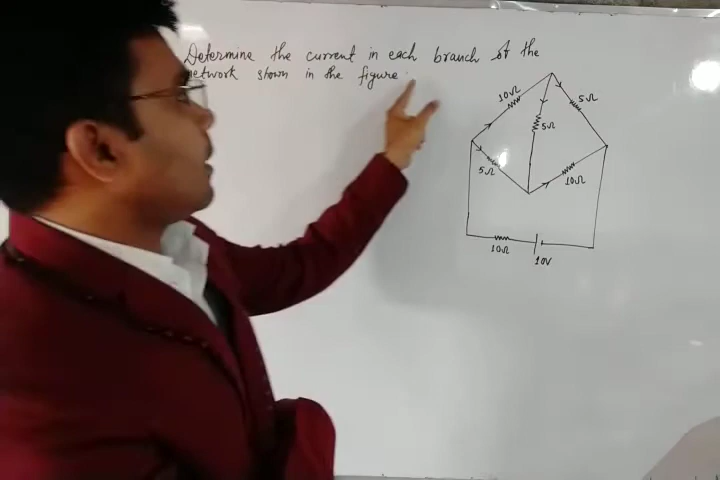 Determine the current in each branch of the
network shown in the figure.
10Ω
5Ω
5Ω
5Ω
10Ω
10Ω
10V